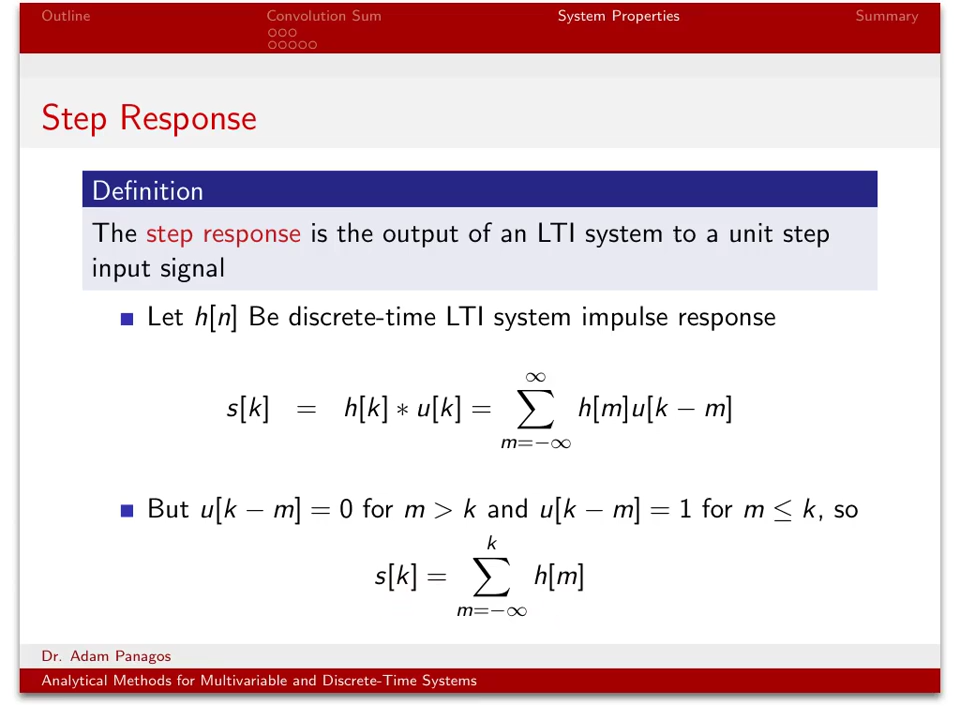 Outline Convolution Sum System Properties Summary
Step Response
Definition
The step response is the output of an LTI system to a unit step
input signal
Let h[n] Be discrete-time LTI system impulse response
s[k] = h[k] ∗ u[k] = ∑_{m=−∞}^{∞} h[m]u[k − m]
But u[k − m] = 0 for m > k and u[k − m] = 1 for m ≤ k, so
s[k] = ∑_{m=−∞}^{k} h[m]
Dr. Adam Panagos
Analytical Methods for Multivariable and Discrete-Time Systems